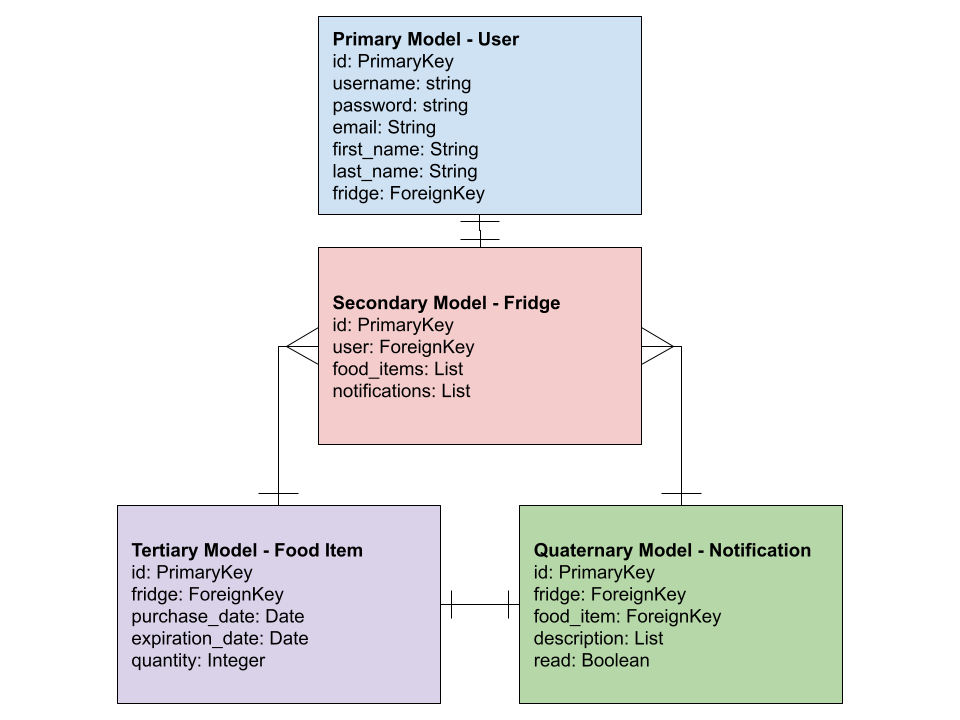 Primary Model - User
id: PrimaryKey
username: string
password: string
email: String
first_name: String
last_name: String
fridge: ForeignKey
Secondary Model - Fridge
id: PrimaryKey
user: ForeignKey
food_items: List
notifications: List
Tertiary Model - Food Item
id: PrimaryKey
fridge: ForeignKey
purchase_date: Date
expiration_date: Date
quantity: Integer
Quaternary Model - Notification
id: PrimaryKey
fridge: ForeignKey
food_item: ForeignKey
description: List
read: Boolean